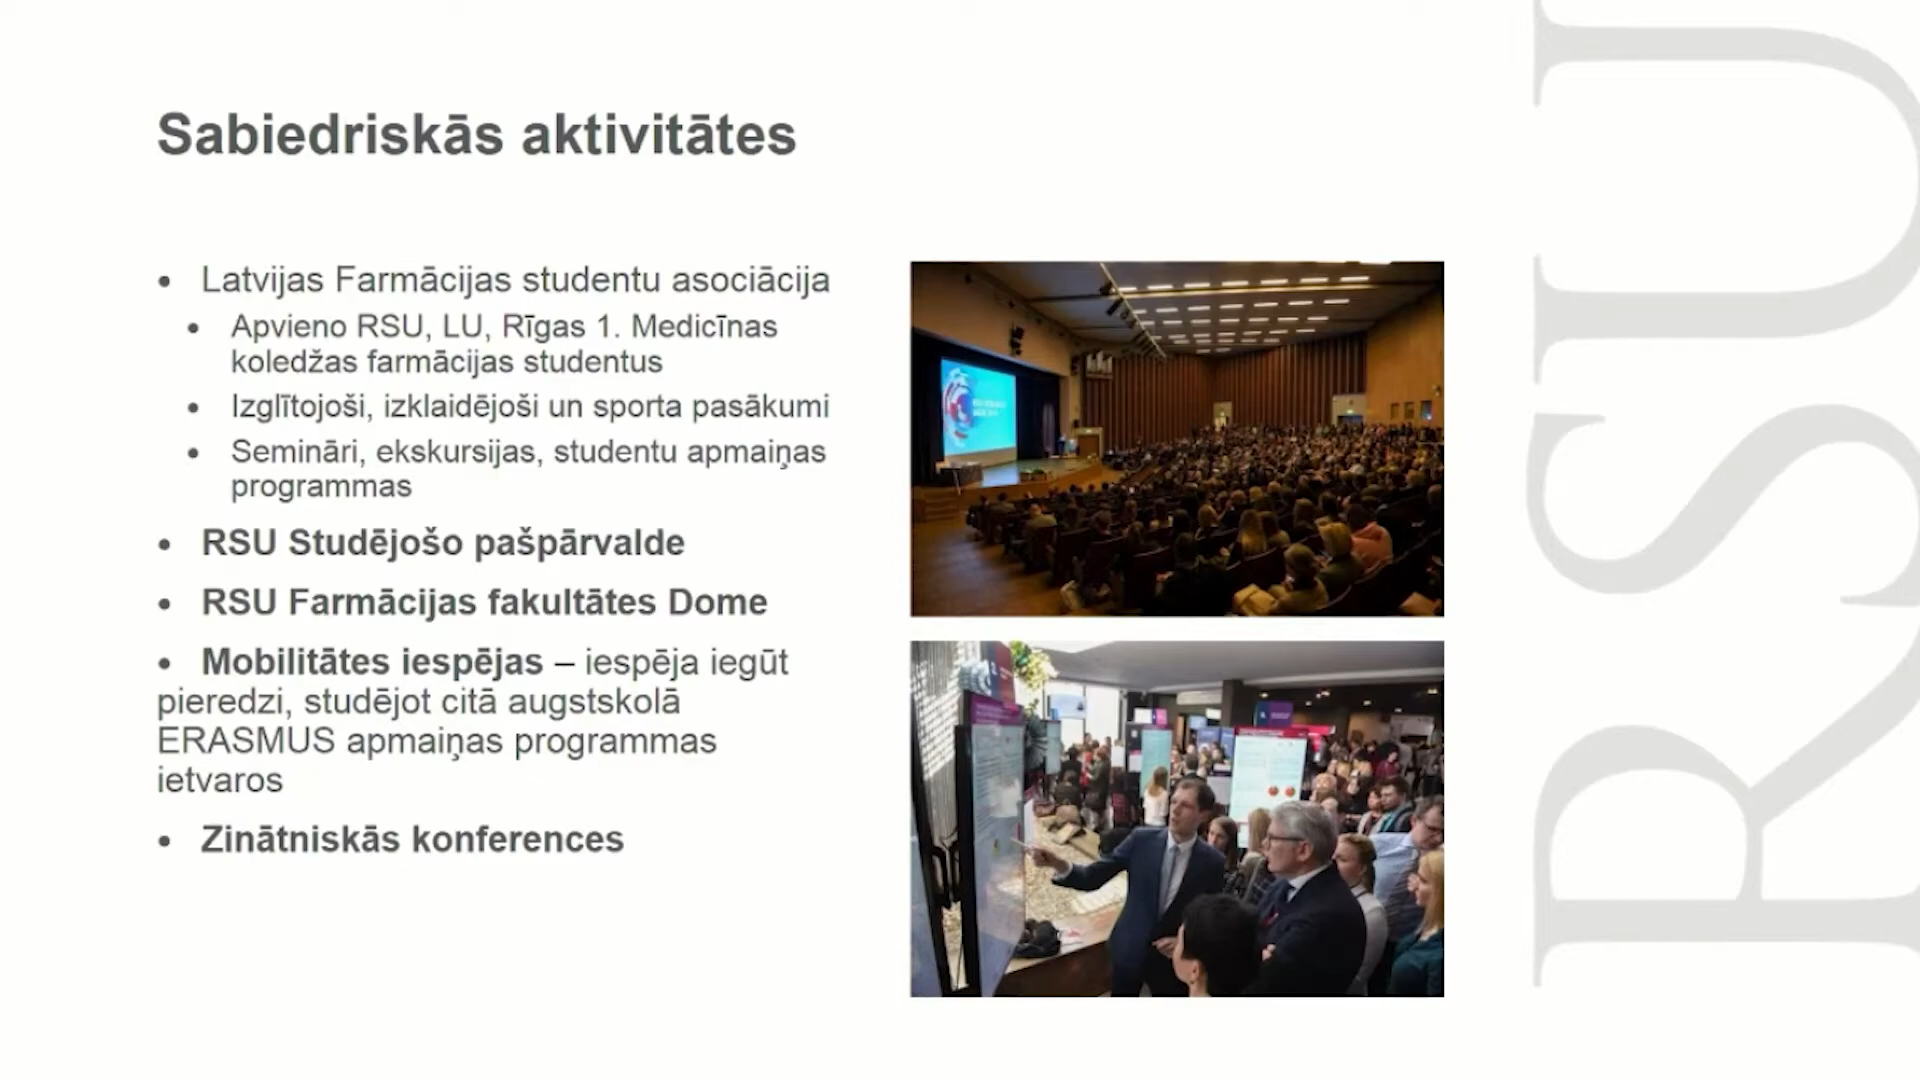 Sabiedriskās aktivitātes
• Latvijas Farmācijas studentu asociācija
• Apvieno RSU, LU, Rīgas 1. Medicīnas
koledžas farmācijas studentus
• Izglītojoši, izklaidējoši un sporta pasākumi
• Semināri, ekskursijas, studentu apmaiņas
programmas
• RSU Studējošo pašpārvalde
• RSU Farmācijas fakultātes Dome
• Mobilitātes iespējas – iespēja iegūt
pieredzi, studējot citā augstskolā
ERASMUS apmaiņas programmas
ietvaros
• Zinātniskās konferences
RSU